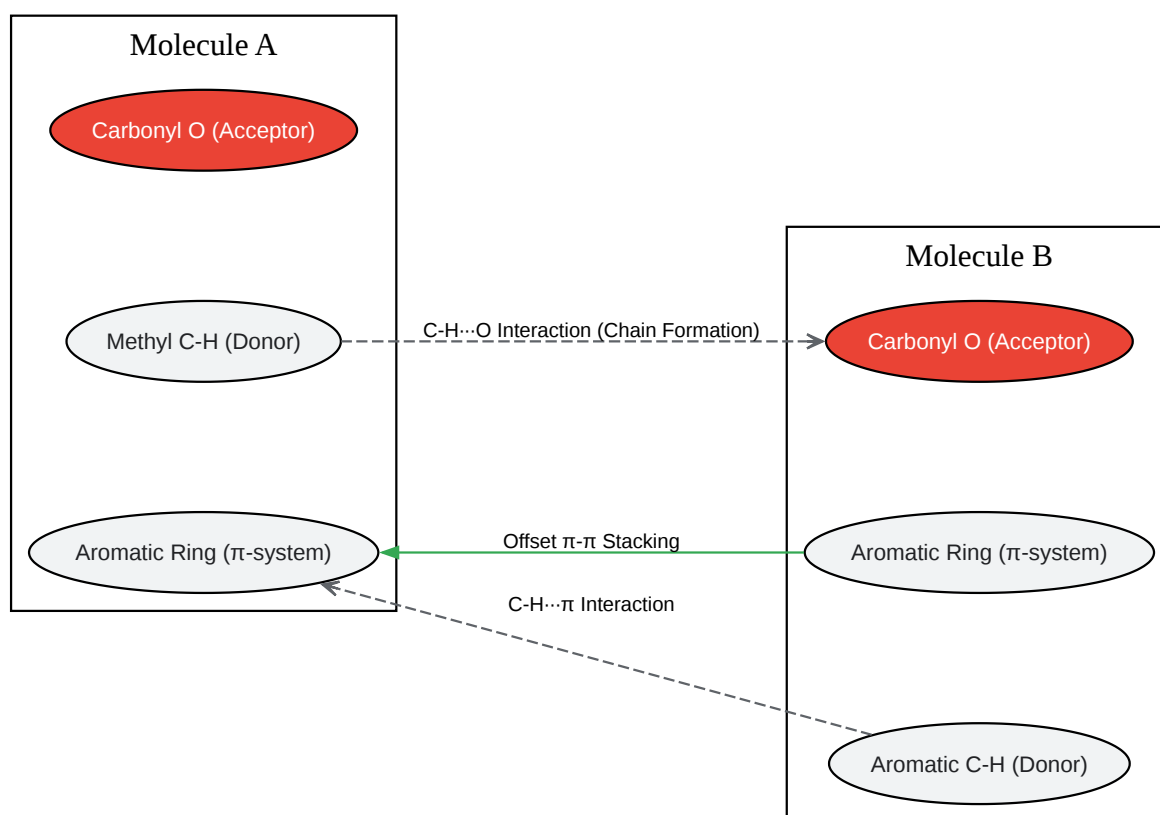 Molecule A
Carbonyl O (Acceptor)
Methyl C-H (Donor)
Aromatic Ring (π-system)
C-H···O Interaction (Chain Formation)
Offset π-π Stacking
C-H···π Interaction
Molecule B
Carbonyl O (Acceptor)
Aromatic Ring (π-system)
Aromatic C-H (Donor)